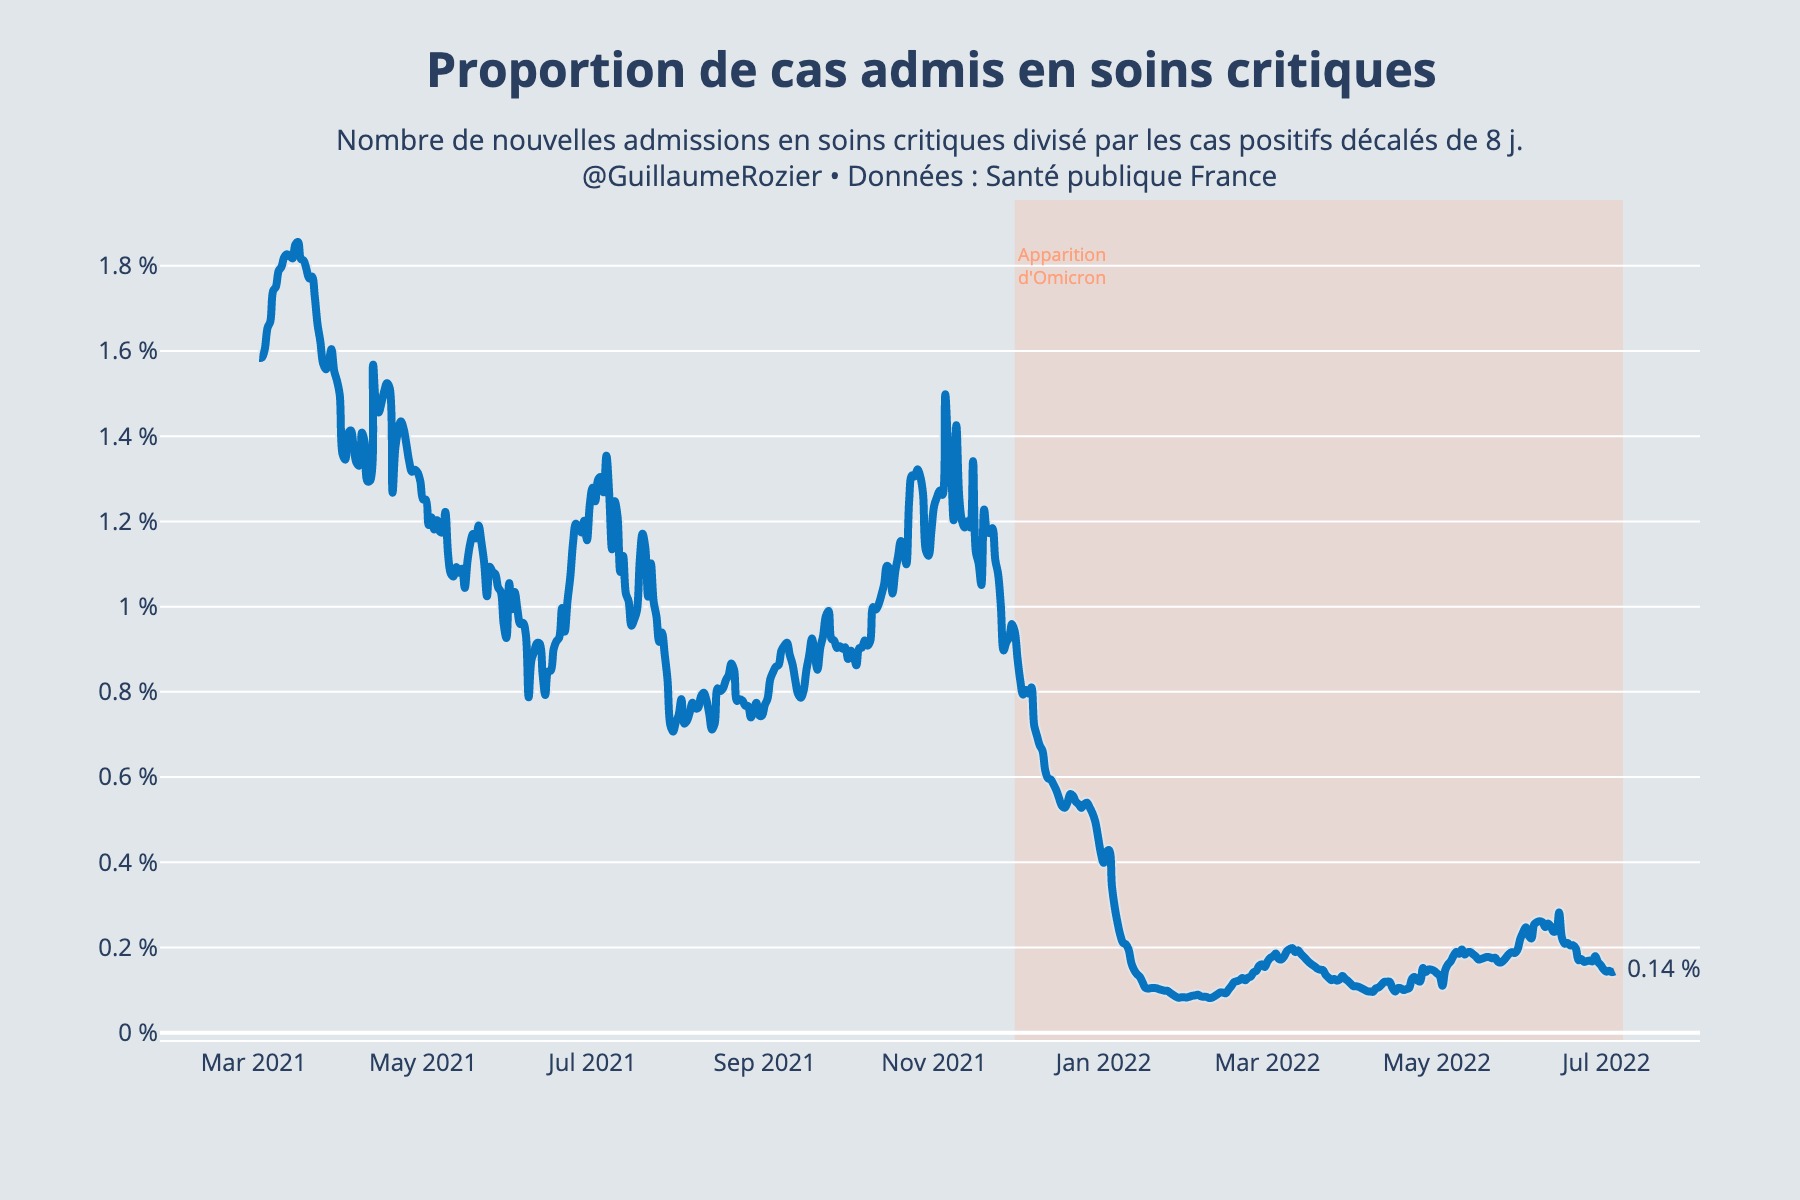 Proportion de cas admis en soins critiques
Nombre de nouvelles admissions en soins critiques divisé par les cas positifs décalés de 8 j.
@GuillaumeRozier • Données : Santé publique France
Apparition
d'Omicron
1.8 %
1.6 %
1.4 %
1.2 %
1 %
0.8 %
0.6 %
0.4 %
0.2 %
0.14 %
0 %
Mar 2021 May 2021 Jul 2021 Sep 2021 Nov 2021 Jan 2022 Mar 2022 May 2022 Jul 2022